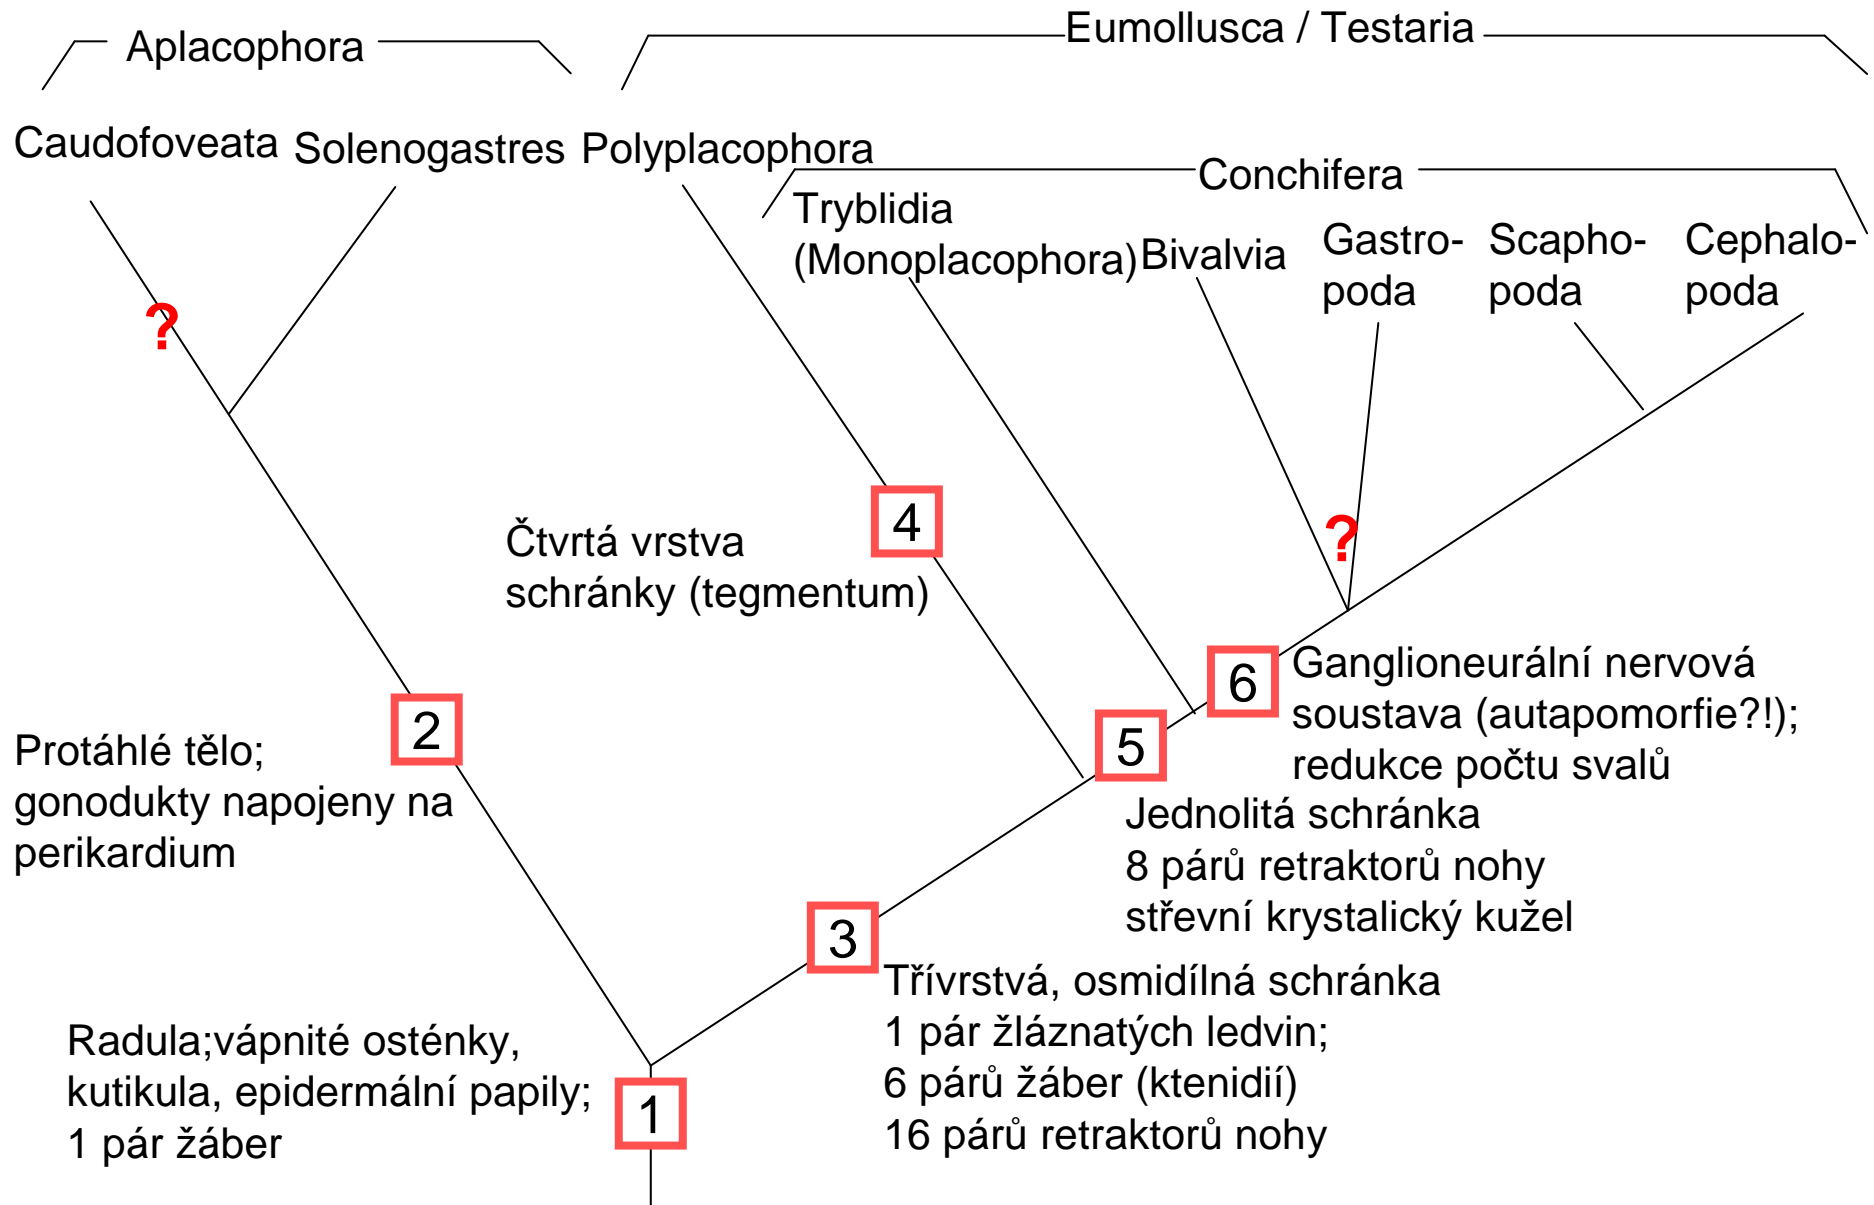 Aplacophora
Eumollusca / Testaria
Caudofoveata
Solenogastres
Polyplacophora
Conchifera
Tryblidia
(Monoplacophora)
Bivalvia
Gastro-
poda
Scapho-
poda
Cephalo-
poda
?
?
4
Čtvrtá vrstva
schránky (tegmentum)
6
Ganglioneurální nervová
soustava (autapomorfie?!);
redukce počtu svalů
2
Protáhlé tělo;
gonodukty napojeny na
perikardium
5
Jednolitá schránka
8 párů retraktorů nohy
střevní krystalický kužel
3
Třívrstvá, osmidílná schránka
1 pár žláznatých ledvin;
6 párů žáber (ktenidií)
16 párů retraktorů nohy
Radula;vápnité osténky,
kutikula, epidermální papily;
1 pár žáber
1